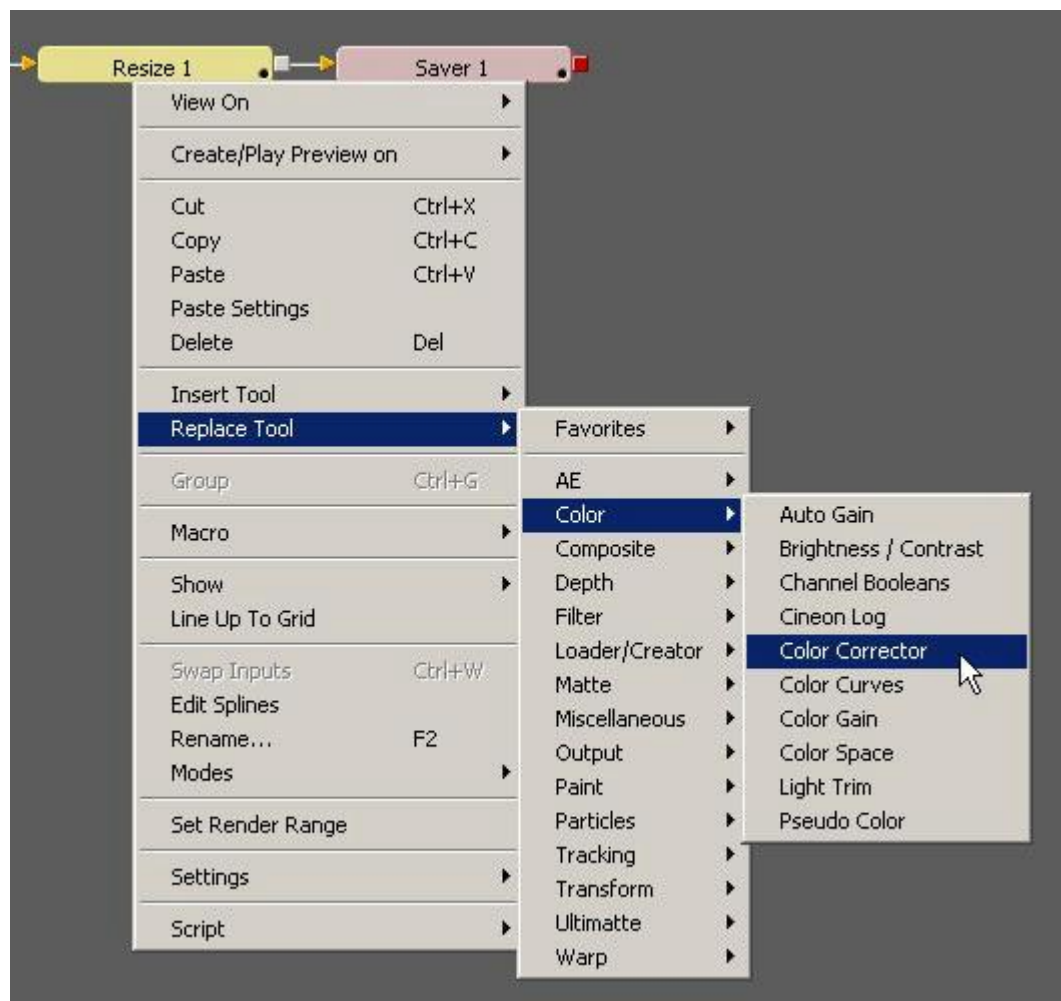 Resize 1
Saver 1
View On
Create/Play Preview on
Cut Ctrl+X
Copy Ctrl+C
Paste Ctrl+V
Paste Settings
Delete Del
Insert Tool
Replace Tool
Group Ctrl+G
Macro
Show
Line Up To Grid
Swap Inputs Ctrl+W
Edit Splines
Rename... F2
Modes
Set Render Range
Settings
Script
Favorites
AE
Color
Composite
Depth
Filter
Loader/Creator
Matte
Miscellaneous
Output
Paint
Particles
Tracking
Transform
Ultimatte
Warp
Auto Gain
Brightness / Contrast
Channel Booleans
Cineon Log
Color Corrector
Color Curves
Color Gain
Color Space
Light Trim
Pseudo Color